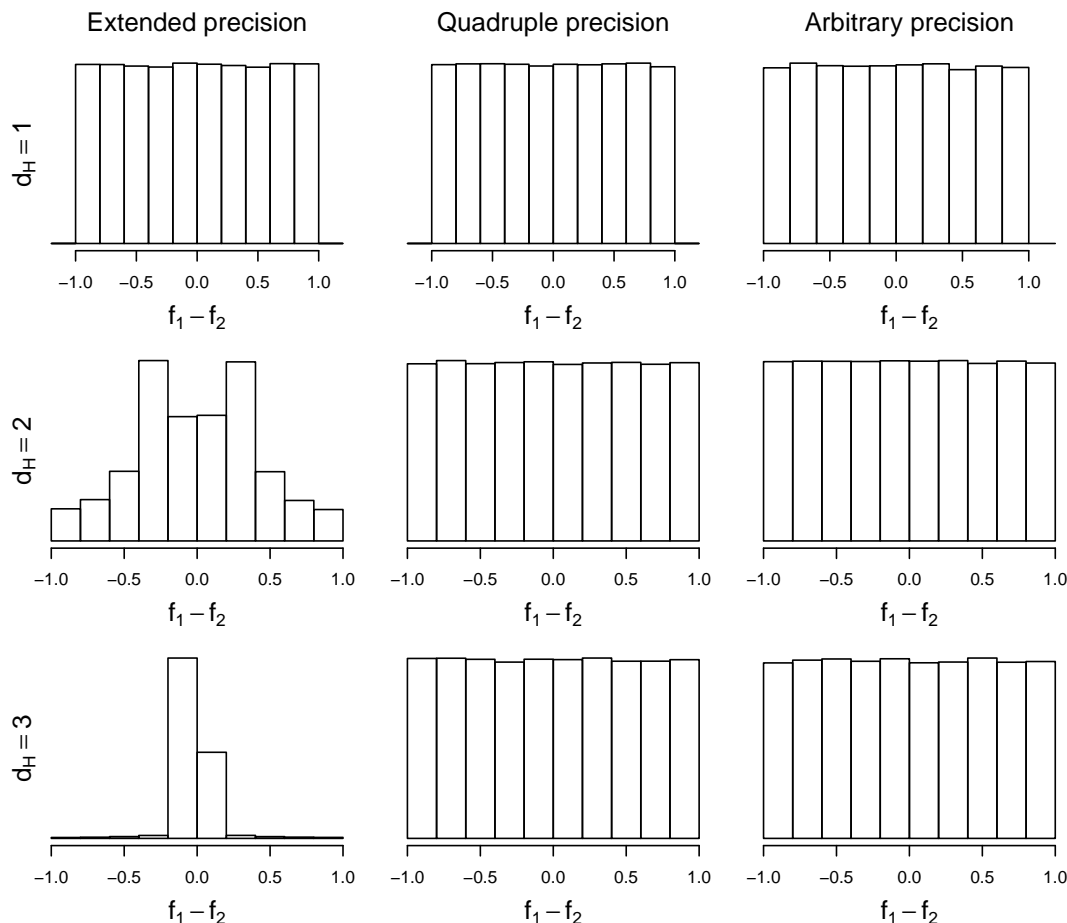 Extended precision Quadruple precision Arbitrary precision
d_H = 1
−1.0 −0.5 0.0 0.5 1.0 −1.0 −0.5 0.0 0.5 1.0 −1.0 −0.5 0.0 0.5 1.0
f_1 − f_2 f_1 − f_2 f_1 − f_2
d_H = 2
−1.0 −0.5 0.0 0.5 1.0 −1.0 −0.5 0.0 0.5 1.0 −1.0 −0.5 0.0 0.5 1.0
f_1 − f_2 f_1 − f_2 f_1 − f_2
d_H = 3
−1.0 −0.5 0.0 0.5 1.0 −1.0 −0.5 0.0 0.5 1.0 −1.0 −0.5 0.0 0.5 1.0
f_1 − f_2 f_1 − f_2 f_1 − f_2